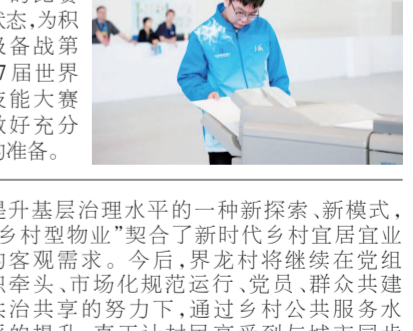 状态,为积
极备战第
7届世界
技能大赛
做好充分
的准备。
提升基层治理水平的一种新探索、新模式,
“乡村型物业”契合了新时代乡村宜居宜业
的客观需求。今后,界龙村将继续在党组
织牵头、市场化规范运行、党员、群众共建
共治共享的努力下,通过乡村公共服务水